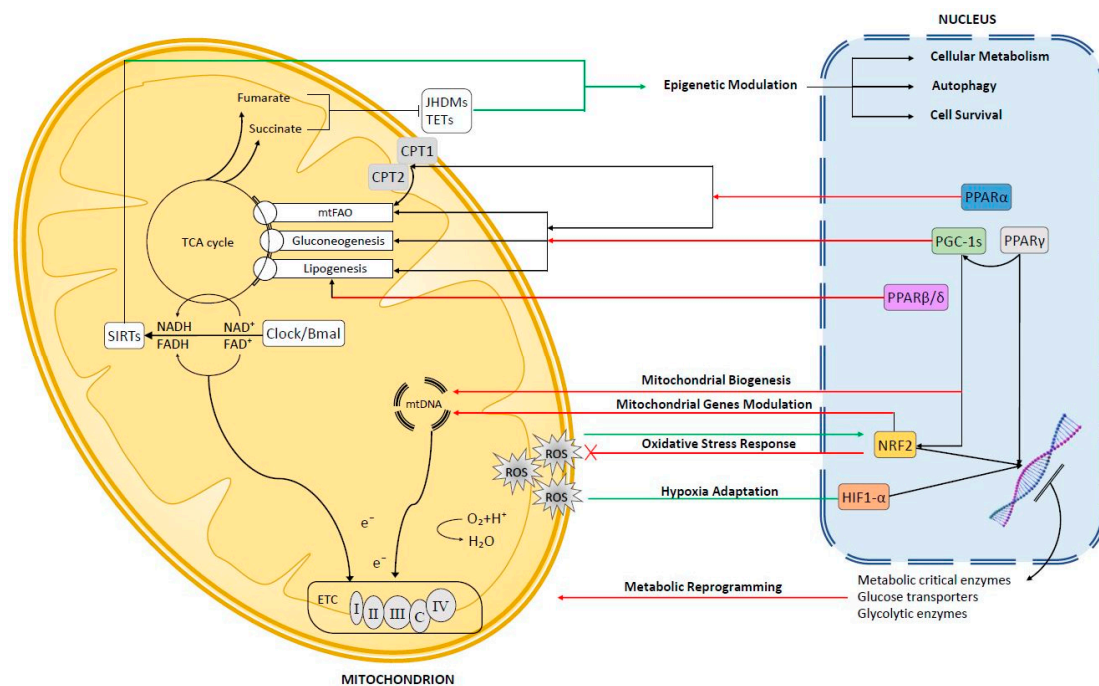 NUCLEUS
Cellular Metabolism
Epigenetic Modulation
Autophagy
Cell Survival
Fumarate
Succinate
JHDMs
TETs
CPT1
CPT2
mtFAO
Gluconeogenesis
Lipogenesis
TCA cycle
PPARα
PGC-1s
PPARγ
PPARβ/δ
SIRTs
NADH
FADH
NAD⁺
FAD⁺
Clock/Bmal
mtDNA
Mitochondrial Biogenesis
Mitochondrial Genes Modulation
Oxidative Stress Response
NRF2
ROS
ROS
ROS
Hypoxia Adaptation
HIF1-α
e⁻
O₂+H⁺
H₂O
e⁻
ETC
I
II
III
C
IV
Metabolic Reprogramming
Metabolic critical enzymes
Glucose transporters
Glycolytic enzymes
MITOCHONDRION